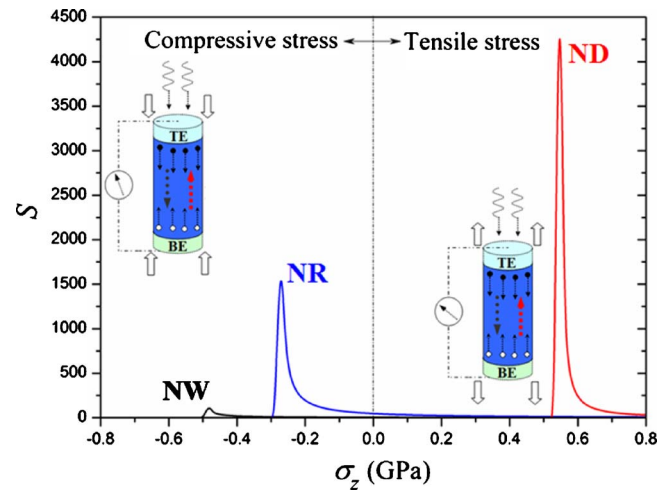 4500
4000
3500
3000
2500
2000
1500
1000
500
0
S
Compressive stress
Tensile stress
ND
TE
BE
NR
TE
BE
NW
-0.8 -0.6 -0.4 -0.2 0.0 0.2 0.4 0.6 0.8
σz (GPa)